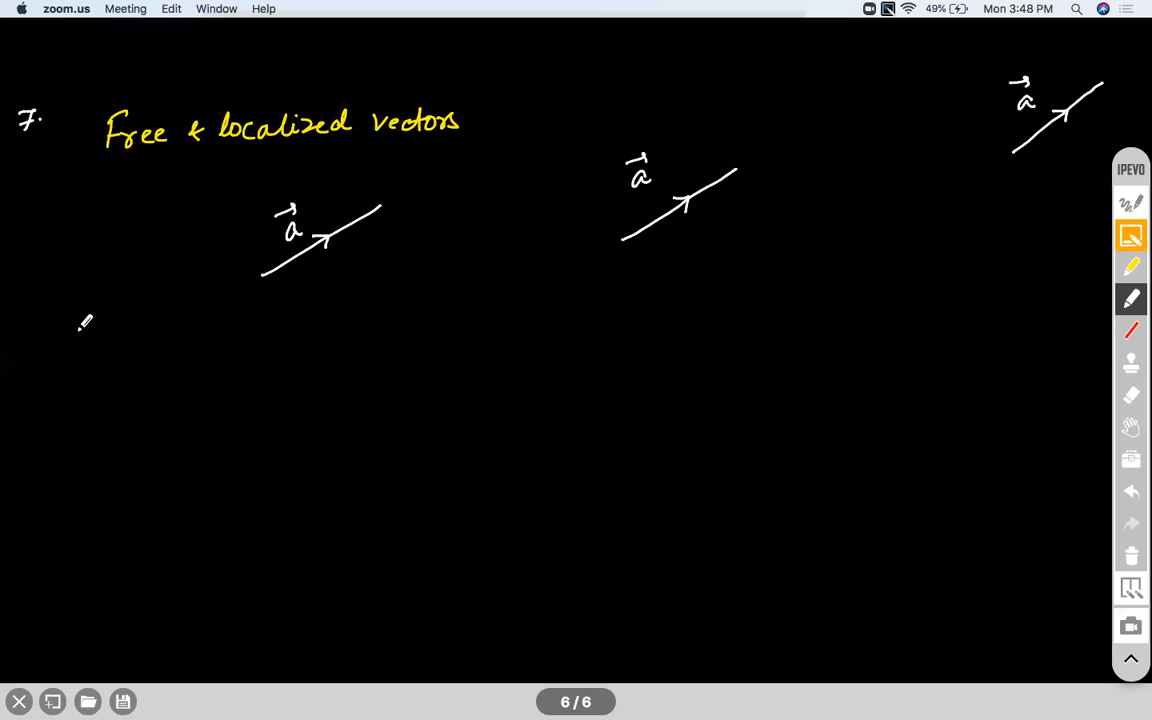 zoom.us Meeting Edit Window Help 49% Mon 3:48 PM
7. Free & localized vectors
a
a
a
IPEVO
6 / 6